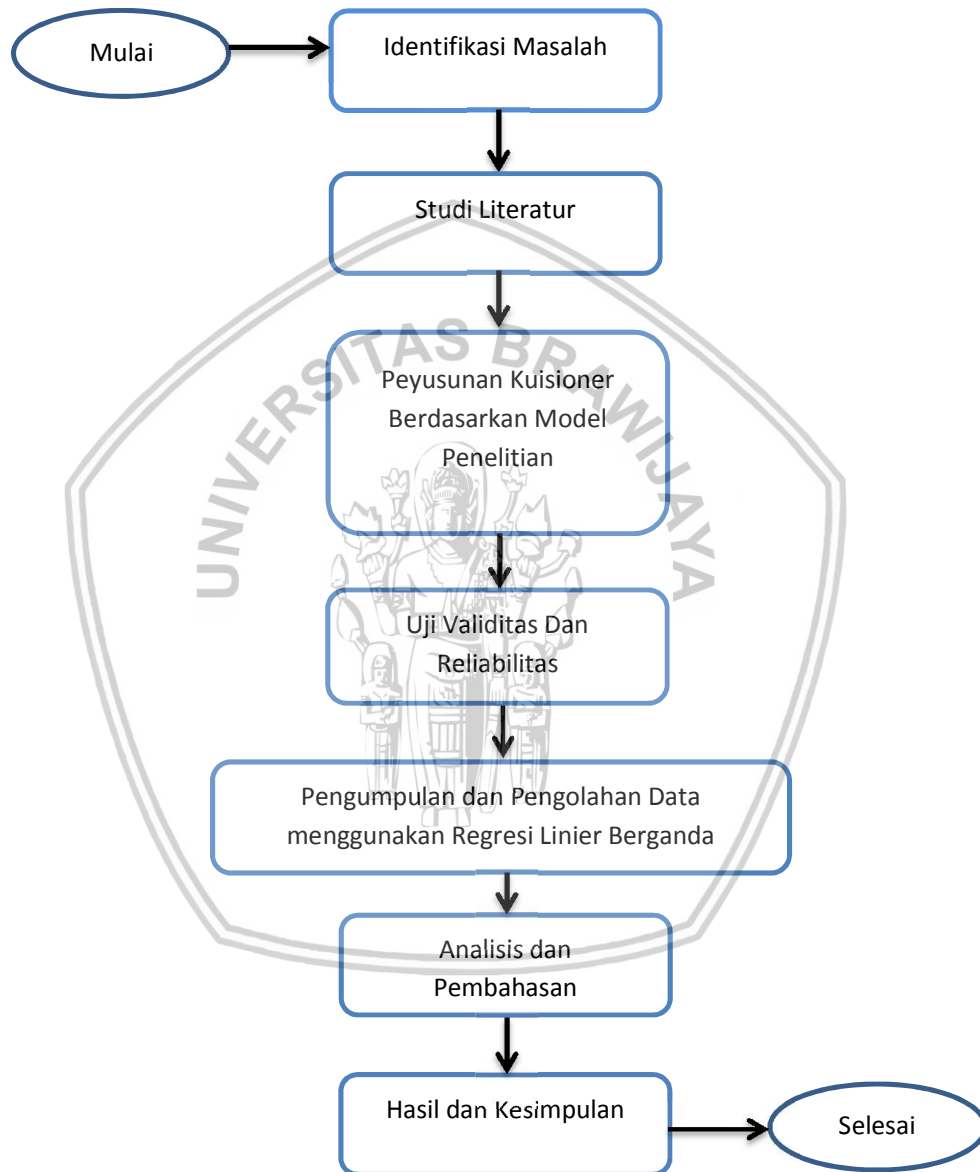 Mulai
Identifikasi Masalah
Studi Literatur
UNIVERSITAS BRAWIJAYA
Peyusunan Kuisioner
Berdasarkan Model
Penelitian
Uji Validitas Dan
Reliabilitas
Pengumpulan dan Pengolahan Data
menggunakan Regresi Linier Berganda
Analisis dan
Pembahasan
Hasil dan Kesimpulan
Selesai